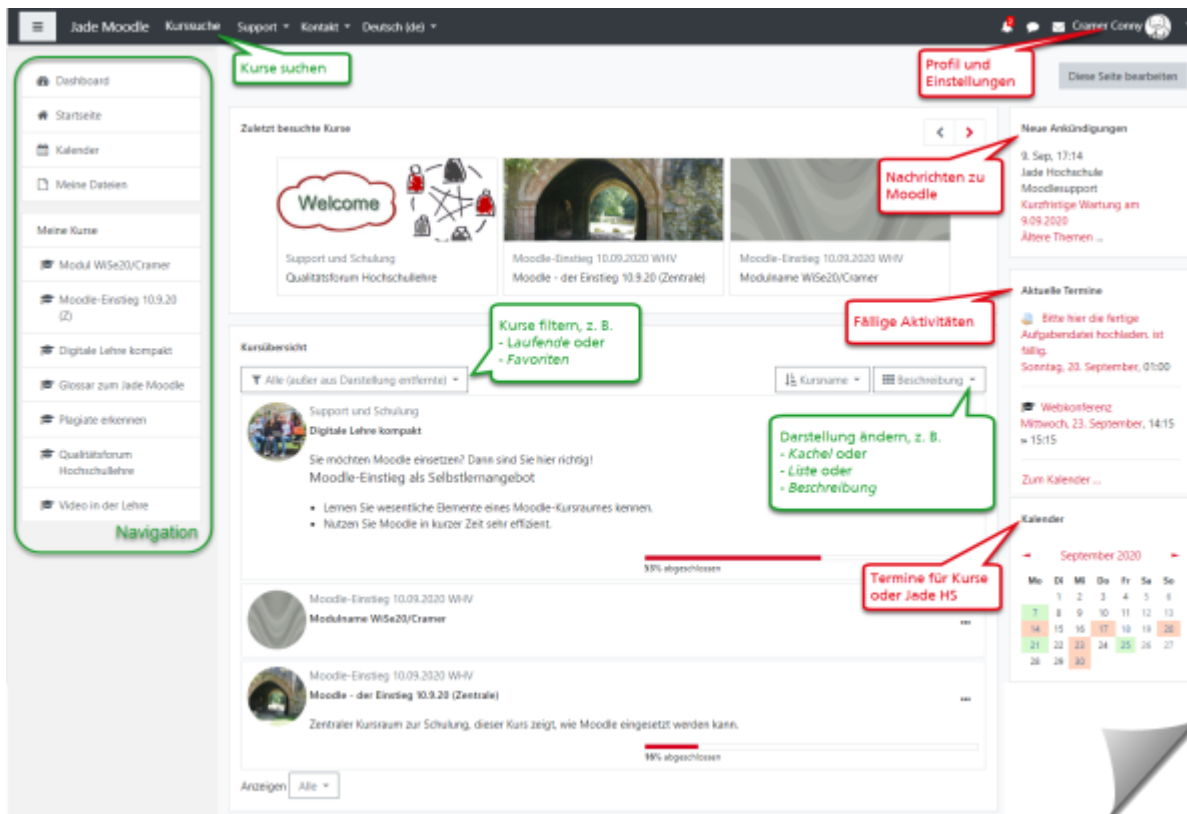 Jade Moodle Kurssuche Support Kontakt Deutsch (de)
2
Cramer Conny
Kurse suchen
Profil und
Einstellungen
Diese Seite bearbeiten
Dashboard
Startseite
Kalender
Meine Dateien
Meine Kurse
Modul WiSe20/Cramer
Moodle-Einstieg 10.9.20
(Z)
Digitale Lehre kompakt
Glossar zum Jade Moodle
Plagiate erkennen
Qualitätsforum
Hochschullehre
Video in der Lehre
Navigation
Zuletzt besuchte Kurse
Welcome
Support und Schulung
Qualitätsforum Hochschullehre
Moodle-Einstieg 10.09.2020 WHV
Moodle - der Einstieg 10.9.20 (Zentrale)
Moodle-Einstieg 10.09.2020 WHV
Modulname WiSe20/Cramer
Kursübersicht
Kurse filtern, z. B.
- Laufende oder
- Favoriten
Alle (außer aus Darstellung entfernte)
Kursname
Beschreibung
Darstellung ändern, z. B.
- Kachel oder
- Liste oder
- Beschreibung
Support und Schulung
Digitale Lehre kompakt
Sie möchten Moodle einsetzen? Dann sind Sie hier richtig!
Moodle-Einstieg als Selbstlernangebot
• Lernen Sie wesentliche Elemente eines Moodle-Kursraumes kennen.
• Nutzen Sie Moodle in kurzer Zeit sehr effizient.
53% abgeschlossen
Moodle-Einstieg 10.09.2020 WHV
Modulname WiSe20/Cramer
...
Moodle-Einstieg 10.09.2020 WHV
Moodle - der Einstieg 10.9.20 (Zentrale)
...
Zentraler Kursraum zur Schulung, dieser Kurs zeigt, wie Moodle eingesetzt werden kann.
16% abgeschlossen
Anzeigen Alle
Neue Ankündigungen
Nachrichten zu
Moodle
9. Sep, 17:14
Jade Hochschule
Moodlesupport
Kurzfristige Wartung am
9.09.2020
Ältere Themen ...
Aktuelle Termine
Fällige Aktivitäten
Bitte hier die fertige
Aufgabendatei hochladen. ist
fällig.
Sonntag, 20. September, 01:00
Webkonferenz
Mittwoch, 23. September, 14:15
» 15:15
Zum Kalender ...
Kalender
Termine für Kurse
oder Jade HS
◄ September 2020 ►
Mo Di Mi Do Fr Sa So
1 2 3 4 5 6
7 8 9 10 11 12 13
14 15 16 17 18 19 20
21 22 23 24 25 26 27
28 29 30